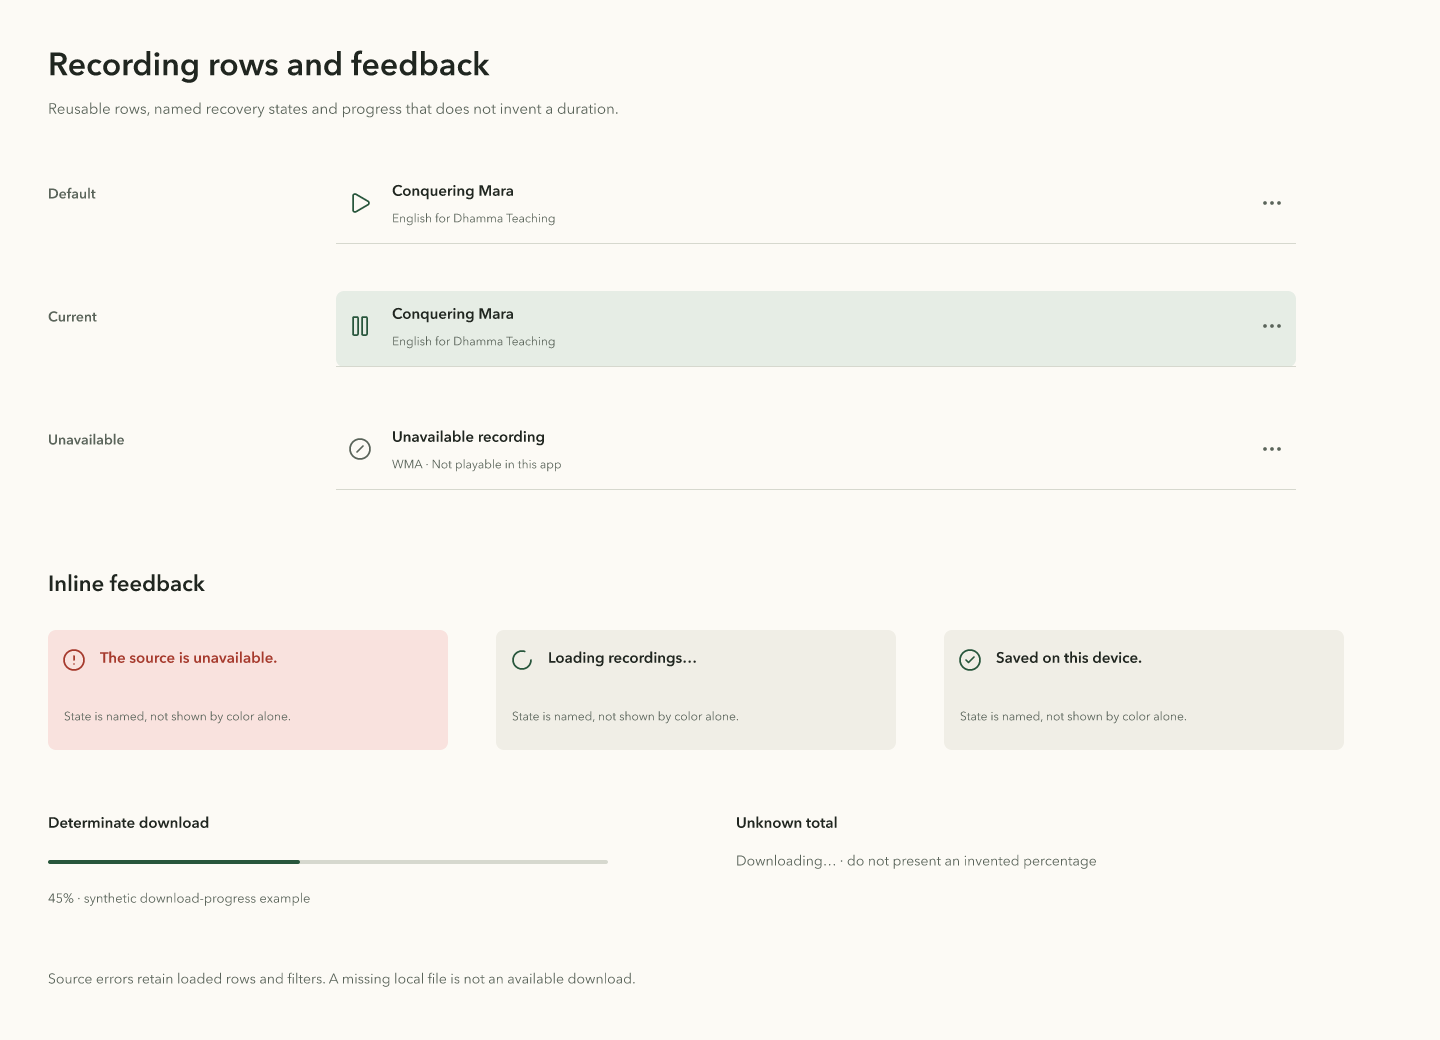 Recording rows and feedback
Reusable rows, named recovery states and progress that does not invent a duration.
Default
Conquering Mara
English for Dhamma Teaching
Current
Conquering Mara
English for Dhamma Teaching
Unavailable
Unavailable recording
WMA · Not playable in this app
Inline feedback
The source is unavailable.
State is named, not shown by color alone.
Loading recordings…
State is named, not shown by color alone.
Saved on this device.
State is named, not shown by color alone.
Determinate download
45% · synthetic download-progress example
Unknown total
Downloading… · do not present an invented percentage
Source errors retain loaded rows and filters. A missing local file is not an available download.